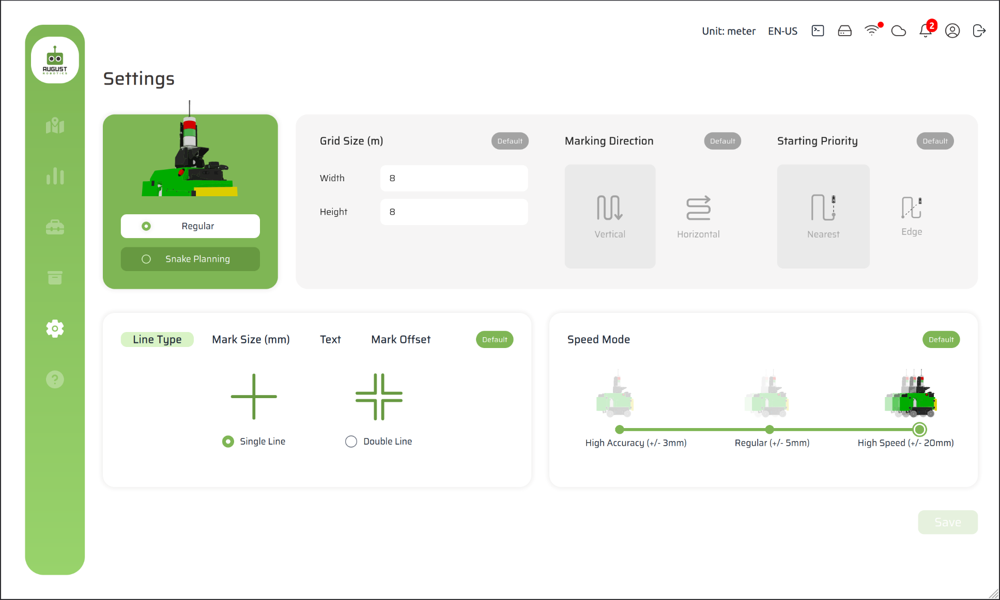 Unit: meter EN-US 2
AUGUST
ROBOTICS
Settings
Regular
Snake Planning
Grid Size (m) Default
Width 8
Height 8
Marking Direction Default
Vertical Horizontal
Starting Priority Default
Nearest Edge
Line Type Mark Size (mm) Text Mark Offset Default
Single Line Double Line
Speed Mode Default
High Accuracy (+/- 3mm) Regular (+/- 5mm) High Speed (+/- 20mm)
Save